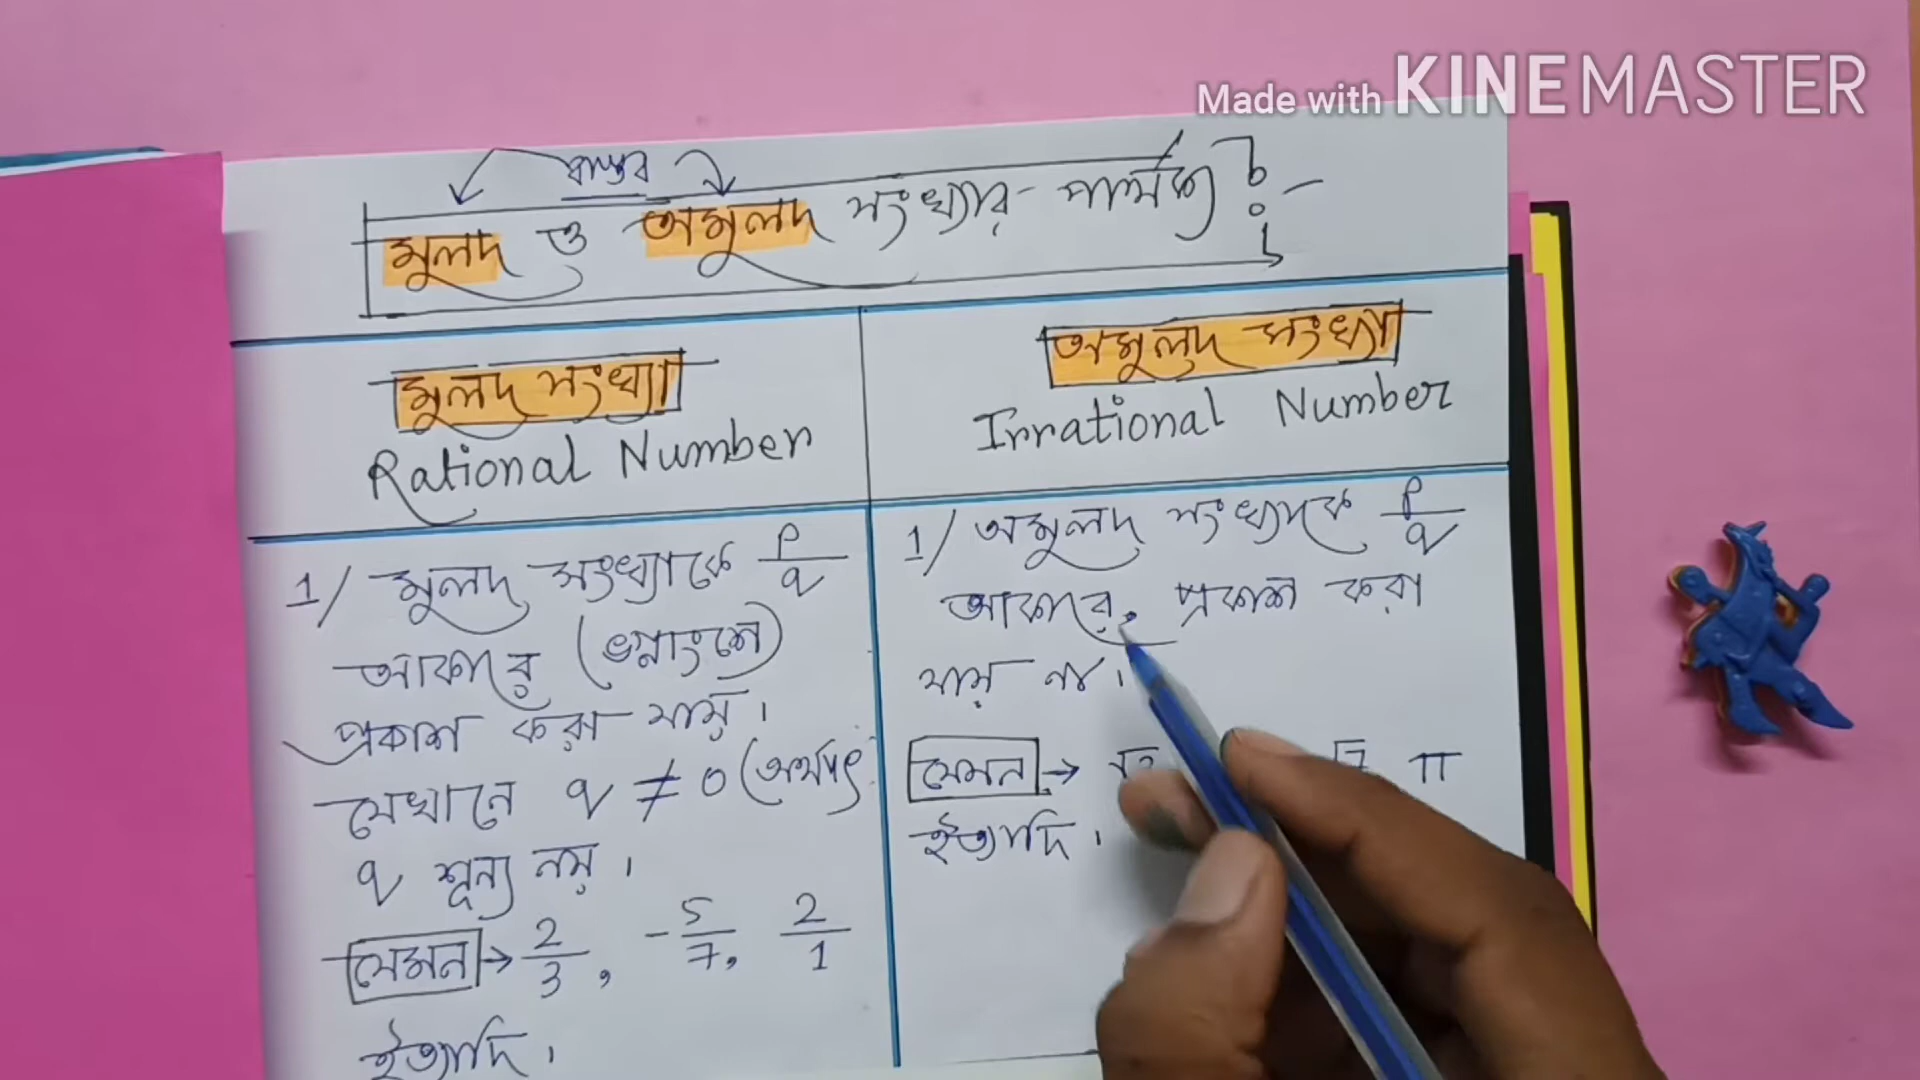 Made with KINEMASTER
বাস্তব
মূলদ ও অমূলদ সংখ্যার পার্থক্য ?
মূলদ সংখ্যা
Rational Number
1/ মূলদ সংখ্যাকে p/q
আকারে (ভগ্নাংশে)
প্রকাশ করা যায়।
যেখানে q ≠ 0 (অর্থাৎ
q শূন্য নয়।
যেমন → 2/3, -5/7, 2/1
ইত্যাদি।
অমূলদ সংখ্যা
Irrational Number
1/ অমূলদ সংখ্যাকে p/q
আকারে প্রকাশ করা
যায় না।
যেমন → π
ইত্যাদি।